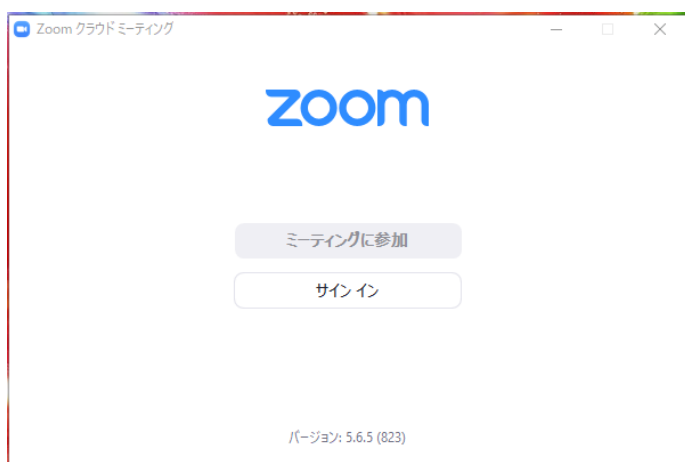 Zoom クラウド ミーティング
zoom
ミーティングに参加
サイン イン
バージョン: 5.6.5 (823)